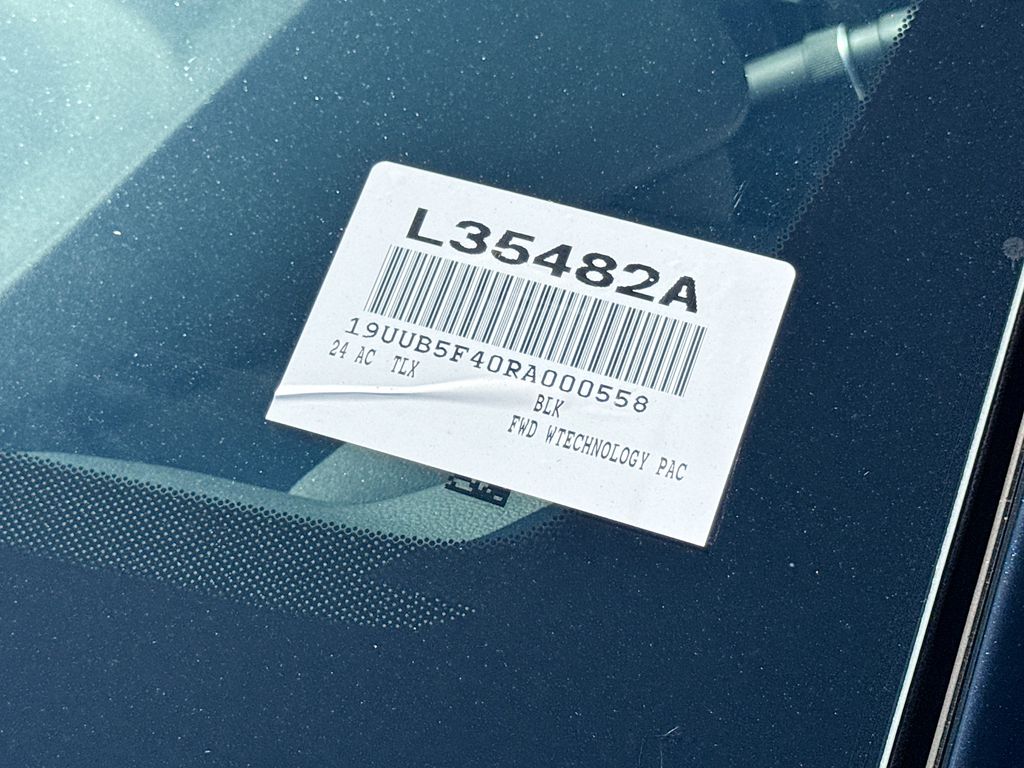 L35482A
19UUB5F40RA000558
24 AC TLX
BLK
FWD WTECHNOLOGY PAC